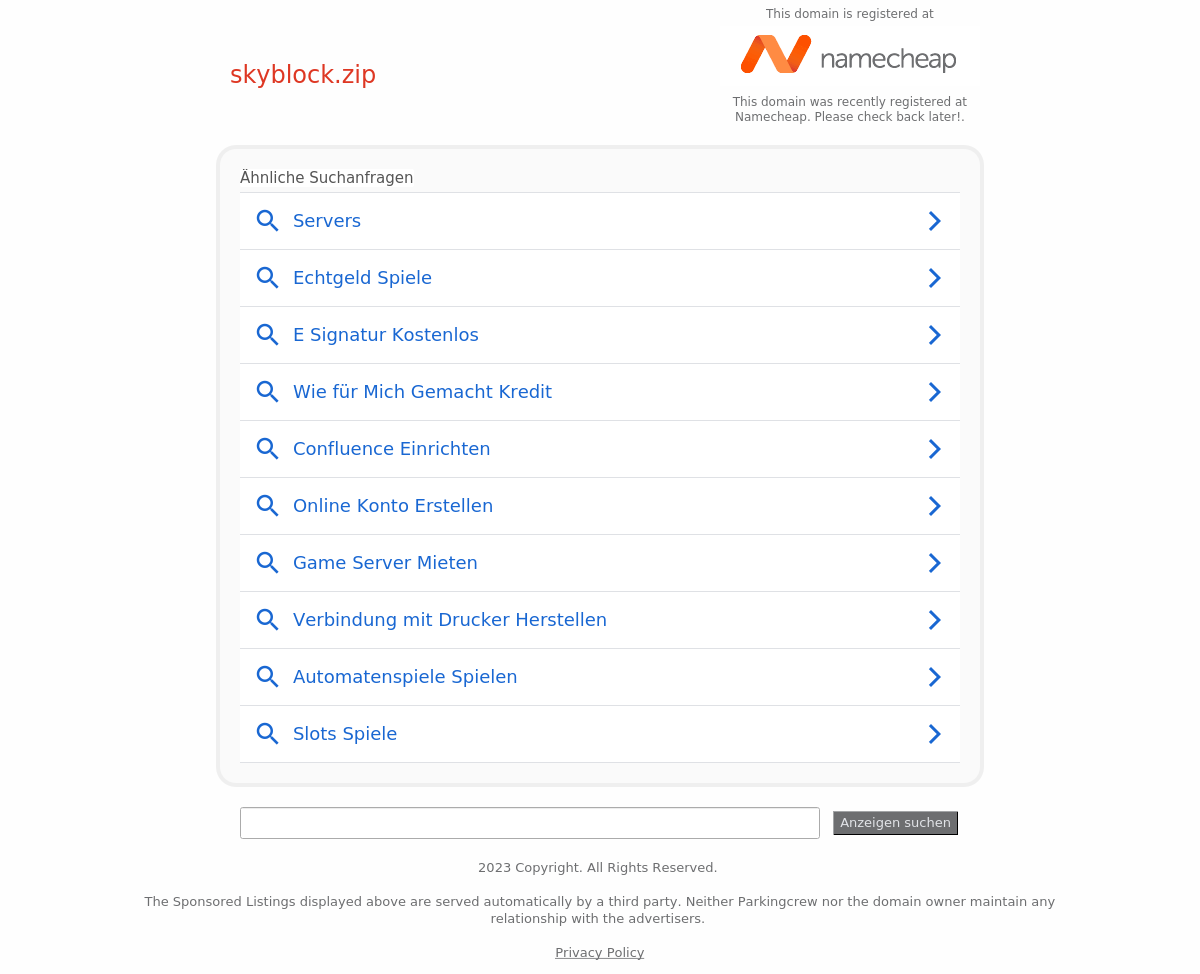 This domain is registered at
namecheap
skyblock.zip
This domain was recently registered at
Namecheap. Please check back later!.
Ähnliche Suchanfragen
Servers
Echtgeld Spiele
E Signatur Kostenlos
Wie für Mich Gemacht Kredit
Confluence Einrichten
Online Konto Erstellen
Game Server Mieten
Verbindung mit Drucker Herstellen
Automatenspiele Spielen
Slots Spiele
Anzeigen suchen
2023 Copyright. All Rights Reserved.
The Sponsored Listings displayed above are served automatically by a third party. Neither Parkingcrew nor the domain owner maintain any
relationship with the advertisers.
Privacy Policy